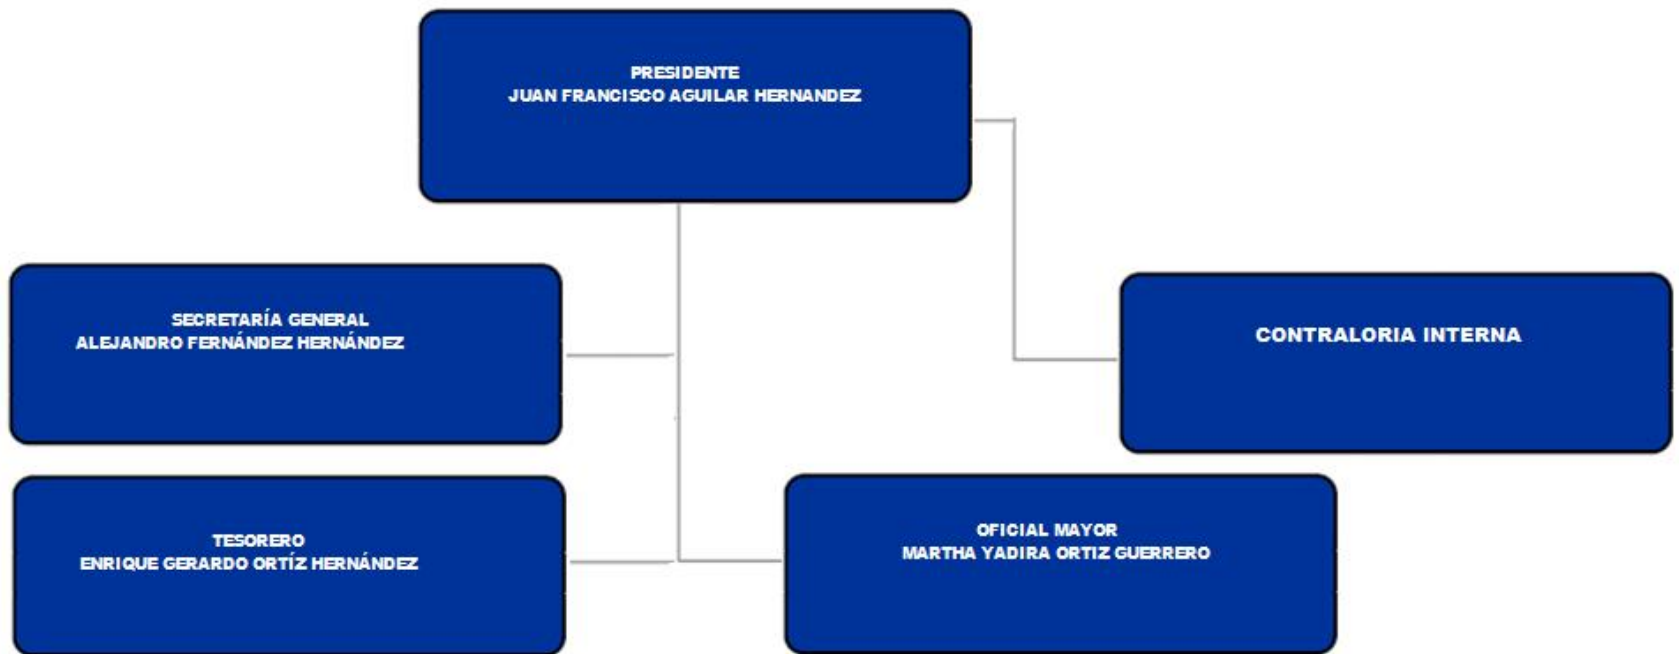 PRESIDENTE
JUAN FRANCISCO AGUILAR HERNANDEZ
SECRETARÍA GENERAL
ALEJANDRO FERNÁNDEZ HERNÁNDEZ
CONTRALORIA INTERNA
TESORERO
ENRIQUE GERARDO ORTÍZ HERNÁNDEZ
OFICIAL MAYOR
MARTHA YADIRA ORTIZ GUERRERO